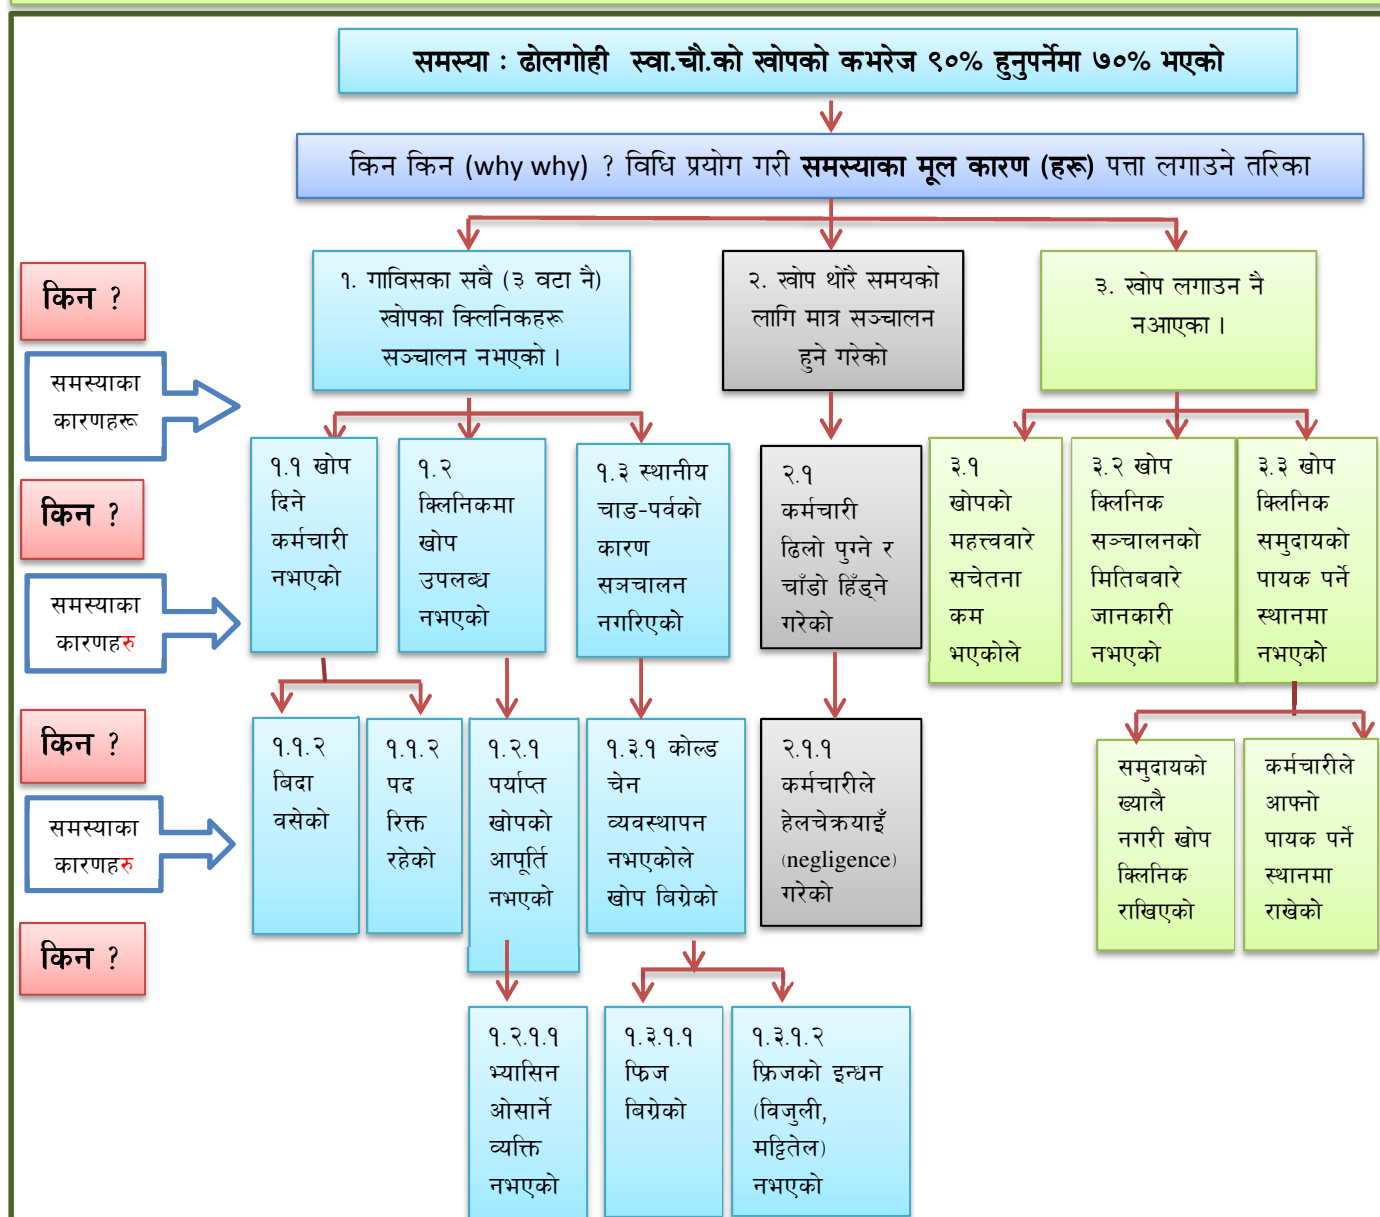 समस्या : ढोलगोही स्वा.चौ.को खोपको कभरेज ९०% हुनुपर्नेमा ७०% भएको
किन किन (why why) ? विधि प्रयोग गरी समस्याका मूल कारण (हरू) पत्ता लगाउने तरिका
१. गाविसका सबै (३ वटा नै)
खोपका क्लिनिकहरू
सञ्चालन नभएको ।
२. खोप थोरै समयको
लागि मात्र सञ्चालन
हुने गरेको
३. खोप लगाउन नै
नआएका ।
किन ?
समस्याका
कारणहरू
१.१ खोप
दिने
कर्मचारी
नभएको
१.२
क्लिनिकमा
खोप
उपलब्ध
नभएको
१.३ स्थानीय
चाड-पर्वको
कारण
सञचालन
नगरिएको
२.१
कर्मचारी
ढिलो पुग्ने र
चाँडो हिँड्ने
गरेको
३.१
खोपको
महत्त्ववारे
सचेतना
कम
भएकोले
३.२ खोप
क्लिनिक
सञ्चालनको
मितिबवारे
जानकारी
नभएको
३.३ खोप
क्लिनिक
समुदायको
पायक पर्ने
स्थानमा
नभएको
किन ?
समस्याका
कारणहरु
१.१.२
बिदा
वसेको
१.१.२
पद
रिक्त
रहेको
१.२.१
पर्याप्त
खोपको
आपूर्ति
नभएको
१.३.१ कोल्ड
चेन
व्यवस्थापन
नभएकोले
खोप बिग्रेको
२.१.१
कर्मचारीले
हेलचेक्रयाइँ
(negligence)
गरेको
समुदायको
ख्यालै
नगरी खोप
क्लिनिक
राखिएको
कर्मचारीले
आफ्नो
पायक पर्ने
स्थानमा
राखेको
किन ?
समस्याका
कारणहरु
किन ?
१.२.१.१
भ्यासिन
ओसार्ने
व्यक्ति
नभएको
१.३.१.१
फ्रिज
बिग्रेको
१.३.१.२
फ्रिजको इन्धन
(विजुली,
मट्टितेल)
नभएको